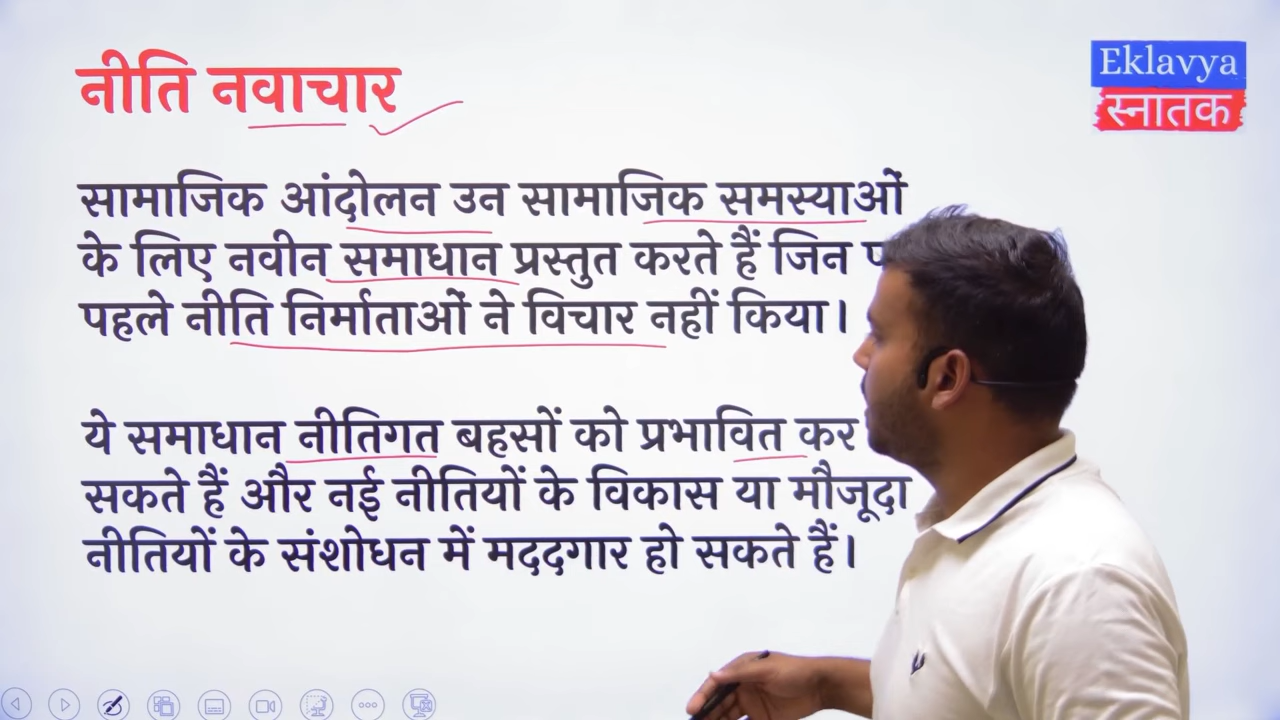 नीति नवाचार
Eklavya
स्नातक
सामाजिक आंदोलन उन सामाजिक समस्याओं
के लिए नवीन समाधान प्रस्तुत करते हैं जिन
पहले नीति निर्माताओं ने विचार नहीं किया।
ये समाधान नीतिगत बहसों को प्रभावित कर
सकते हैं और नई नीतियों के विकास या मौजूदा
नीतियों के संशोधन में मददगार हो सकते हैं।